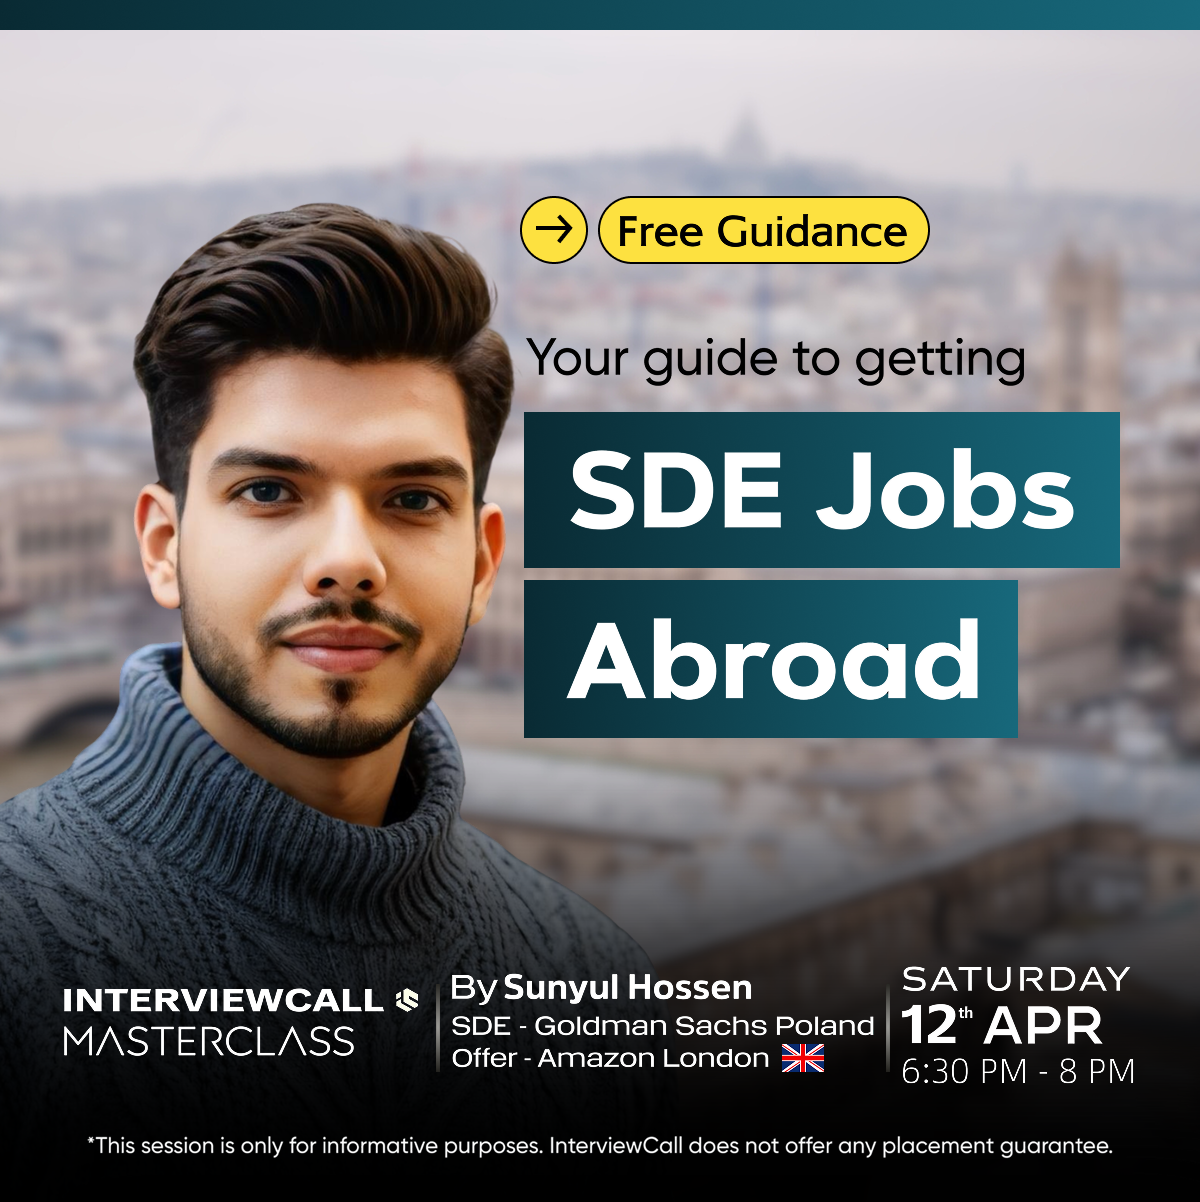 → Free Guidance
Your guide to getting
SDE Jobs
Abroad
INTERVIEWCALL
MASTERCLASS
By Sunyul Hossen
SDE - Goldman Sachs Poland
Offer - Amazon London
SATURDAY
12th APR
6:30 PM - 8 PM
*This session is only for informative purposes. InterviewCall does not offer any placement guarantee.